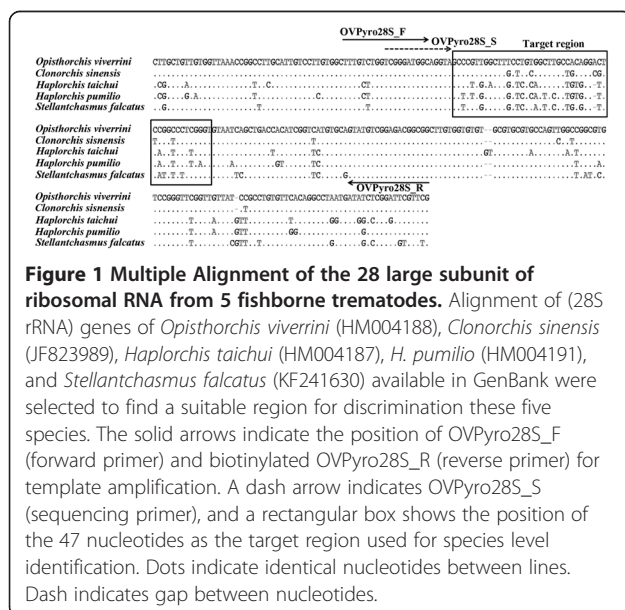 OVPyro28S_F
OVPyro28S_S
Target region
Opisthorchis viverrini CTTGCTGTTGTGGTTAAACCGGCCTTGCATTGTCCTTGTGGCTTTCTGGTCGGGATGGCAGGTAGCCCGTTGGCTTTCCTGTGGCTTGCCACAGGACT
Clonorchis sinensis
Haplorchis taichui
Haplorchis pumilio
Stellantchasmus falcatus
Opisthorchis viverrini CCGGCCCTCGGGTGTAATCAGCTGACCACATCGGTCATGTGCAGTATGTCGGAGACGGCGGCTTGTGGTGTGT--GCGTGCGTGCCAGTTGCCGGCGTG
Clonorchis sisnensis
Haplorchis taichui
Haplorchis pumilio
Stellantchasmus falcatus
OVPyro28S_R
Opisthorchis viverrini TCCGGGTTCGGTTGTTAT-CCGCCTGTGTTCACAGGCCTAATGATATCTCGGATTCGTTCG
Clonorchis sisnensis
Haplorchis taichui
Haplorchis pumilio
Stellantchasmus falcatus
Figure 1 Multiple Alignment of the 28 large subunit of
ribosomal RNA from 5 fishborne trematodes. Alignment of (28S
rRNA) genes of Opisthorchis viverrini (HM004188), Clonorchis sinensis
(JF823989), Haplorchis taichui (HM004187), H. pumilio (HM004191),
and Stellantchasmus falcatus (KF241630) available in GenBank were
selected to find a suitable region for discrimination these five
species. The solid arrows indicate the position of OVPyro28S_F
(forward primer) and biotinylated OVPyro28S_R (reverse primer) for
template amplification. A dash arrow indicates OVPyro28S_S
(sequencing primer), and a rectangular box shows the position of
the 47 nucleotides as the target region used for species level
identification. Dots indicate identical nucleotides between lines.
Dash indicates gap between nucleotides.